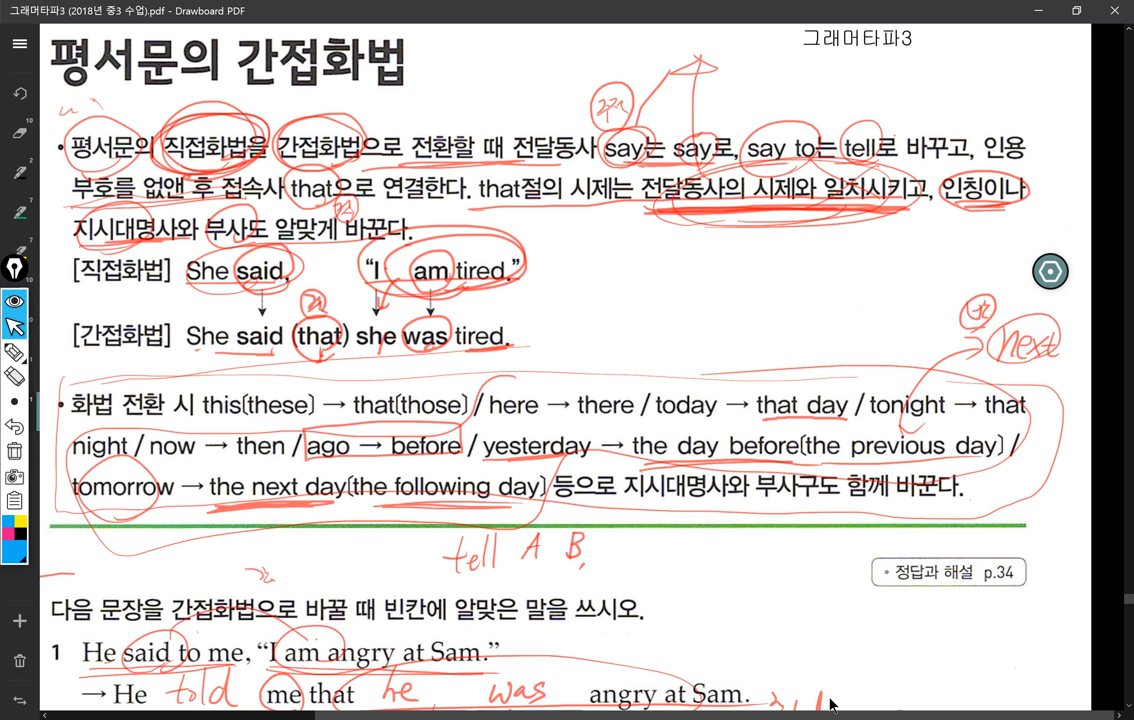 그래머타파3 (2018년 중3 수업).pdf - Drawboard PDF
그래머타파3
평서문의 간접화법
• 평서문의 직접화법을 간접화법으로 전환할 때 전달동사 say는 say로, say to는 tell로 바꾸고, 인용
부호를 없앤 후 접속사 that으로 연결한다. that절의 시제는 전달동사의 시제와 일치시키고, 인칭이나
지시대명사와 부사도 알맞게 바꾼다.
[직접화법] She said, “I am tired.”
[간접화법] She said (that) she was tired.
next
• 화법 전환 시 this(these) → that(those) / here → there / today → that day / tonight → that
night / now → then / ago → before / yesterday → the day before(the previous day) /
tomorrow → the next day(the following day) 등으로 지시대명사와 부사구도 함께 바꾼다.
tell A B
• 정답과 해설 p.34
다음 문장을 간접화법으로 바꿀 때 빈칸에 알맞은 말을 쓰시오.
1 He said to me, “I am angry at Sam.”
→ He told me that he was angry at Sam.